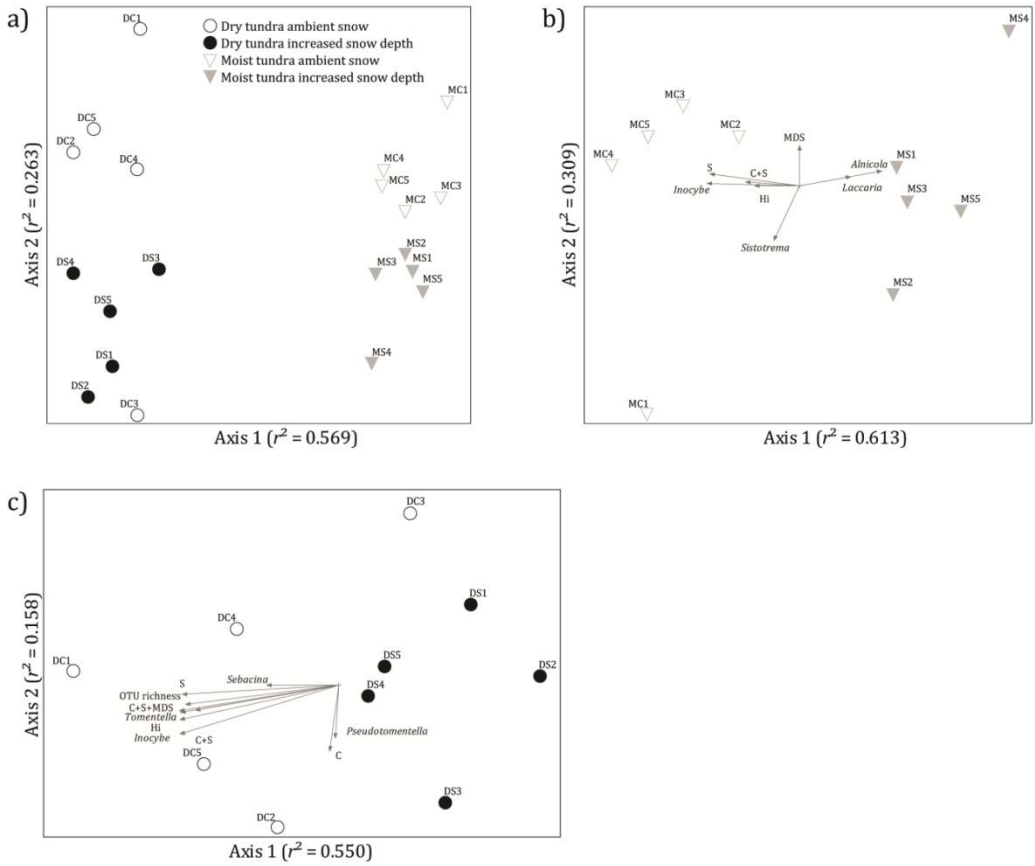 a)
DC1
Dry tundra ambient snow
Dry tundra increased snow depth
Moist tundra ambient snow
Moist tundra increased snow depth
MC1
DC5
DC2
DC4
MC4
MC5
MC3
MC2
DS4
DS3
MS2
MS3
MS1
DS5
MS5
DS1
MS4
DS2
DC3
Axis 2 (r² = 0.263)
Axis 1 (r² = 0.569)
b)
MS4
MC3
MC5
MC2
MC4
MDS
MS1
Alnicola
S
C+S
Inocybe
Hi
Laccaria
MS3
MS5
Sistotrema
MS2
MC1
Axis 2 (r² = 0.309)
Axis 1 (r² = 0.613)
c)
DC3
DS1
DC4
DC1
DS5
DS2
Sebacina
S
DS4
OTU richness
C+S+MDS
Tomentella
Hi
Inocybe
C+S
Pseudotomentella
C
DC5
DS3
DC2
Axis 2 (r² = 0.158)
Axis 1 (r² = 0.550)